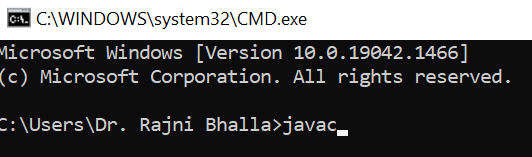 C:\WINDOWS\system32\CMD.exe
Microsoft Windows [Version 10.0.19042.1466]
(c) Microsoft Corporation. All rights reserved.
C:\Users\Dr. Rajni Bhalla>javac